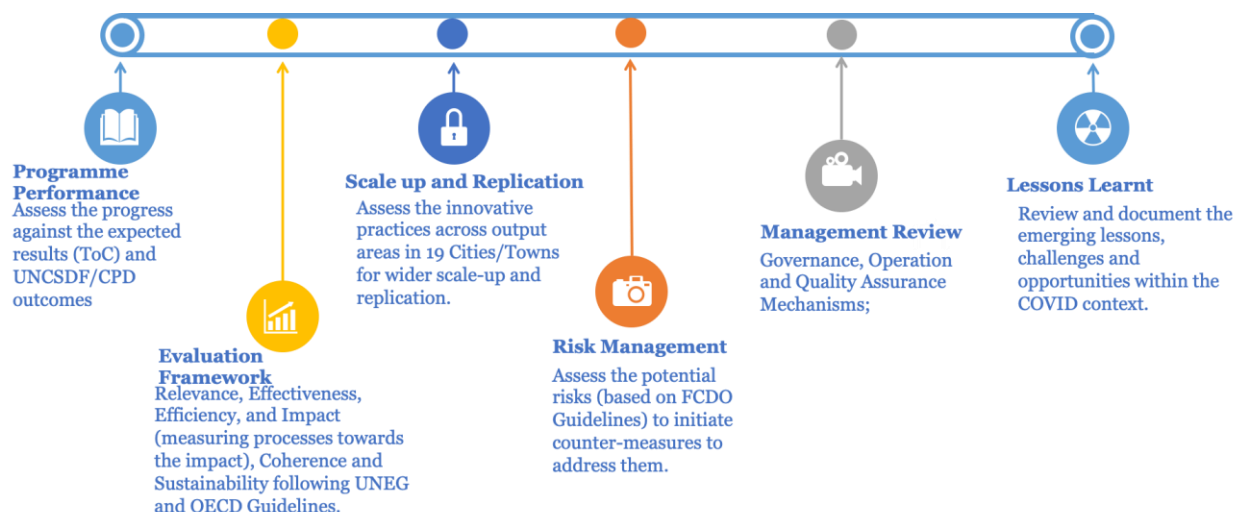 Programme
Performance
Assess the progress
against the expected
results (ToC) and
UNCSDF/CPD
outcomes
Evaluation
Framework
Relevance, Effectiveness,
Efficiency, and Impact
(measuring processes towards
the impact), Coherence and
Sustainability following UNEG
and OECD Guidelines.
Scale up and Replication
Assess the innovative
practices across output
areas in 19 Cities/Towns
for wider scale-up and
replication.
Risk Management
Assess the potential
risks (based on FCDO
Guidelines) to initiate
counter-measures to
address them.
Management Review
Governance, Operation
and Quality Assurance
Mechanisms;
Lessons Learnt
Review and document the
emerging lessons,
challenges and
opportunities within the
COVID context.